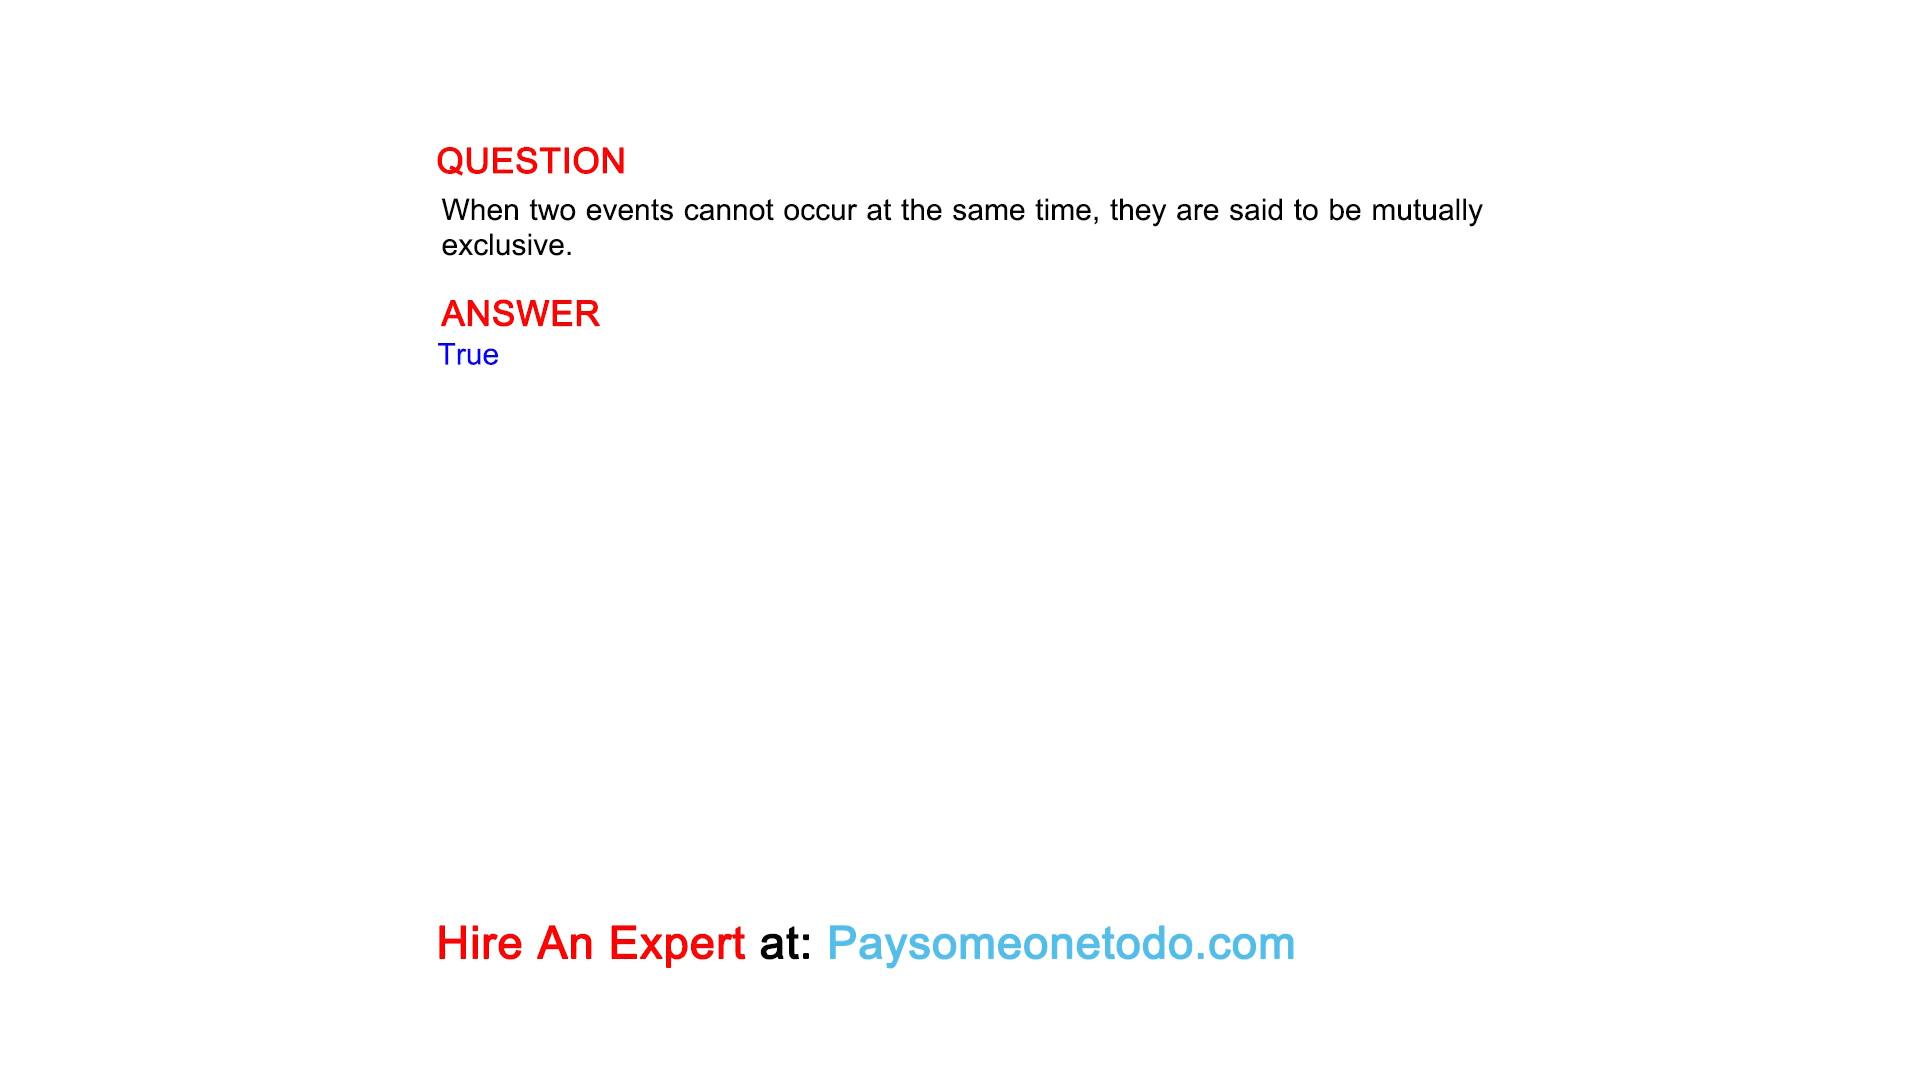 QUESTION
When two events cannot occur at the same time, they are said to be mutually
exclusive.
ANSWER
True
Hire An Expert at: Paysomeonetodo.com